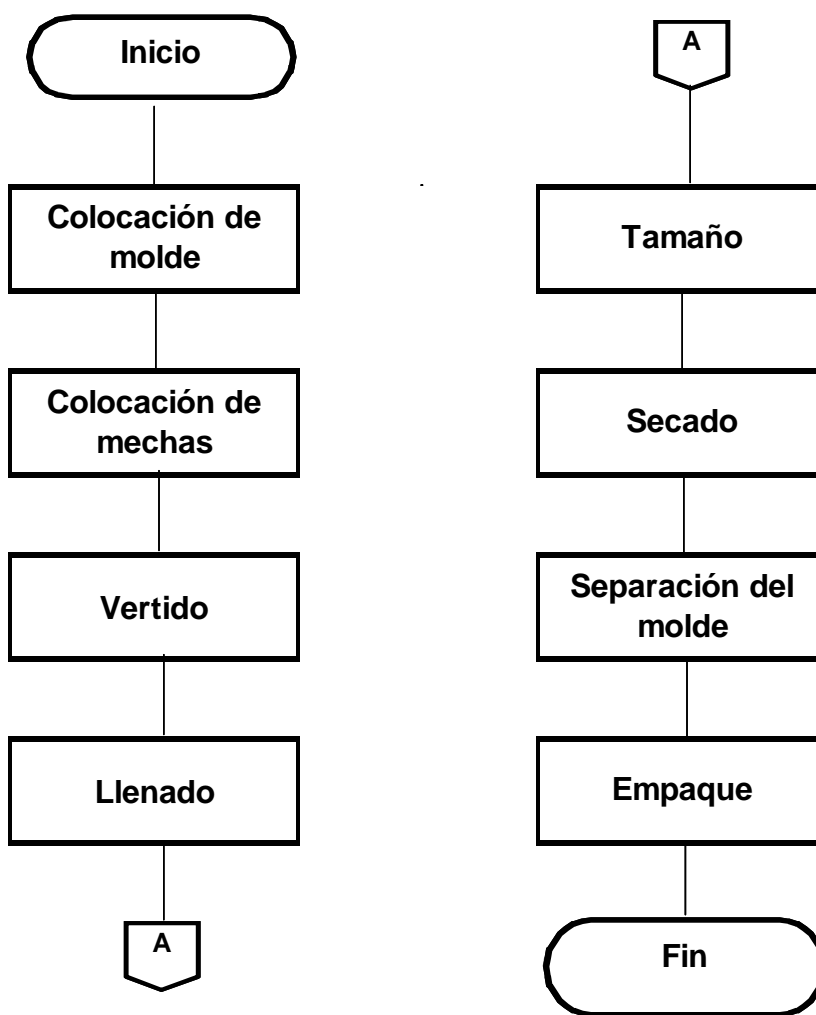 Inicio
Colocación de
molde
Colocación de
mechas
Vertido
Llenado
A
A
Tamaño
Secado
Separación del
molde
Empaque
Fin